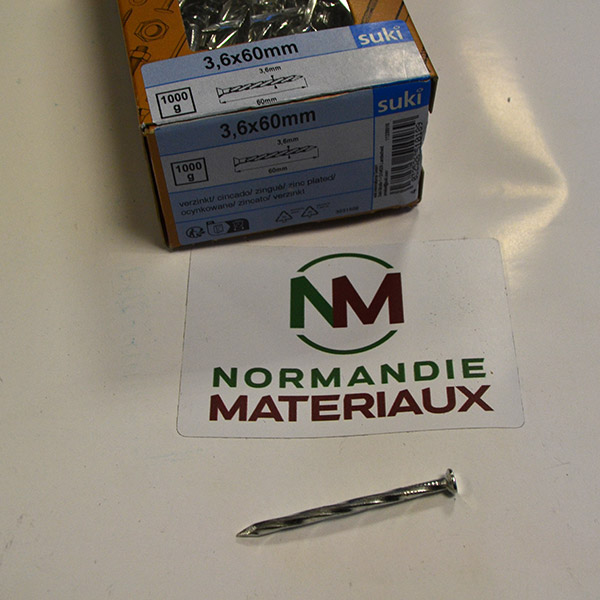 suki
3,6x60mm
3,6mm
1000
g
60mm
suki
3,6x60mm
3,6mm
1000
g
60mm
verzinkt/ cincado/ zingué/ zinc plated/
ocynkowane/ zincato/ verzinkt
NM
NORMANDIE
MATERIAUX